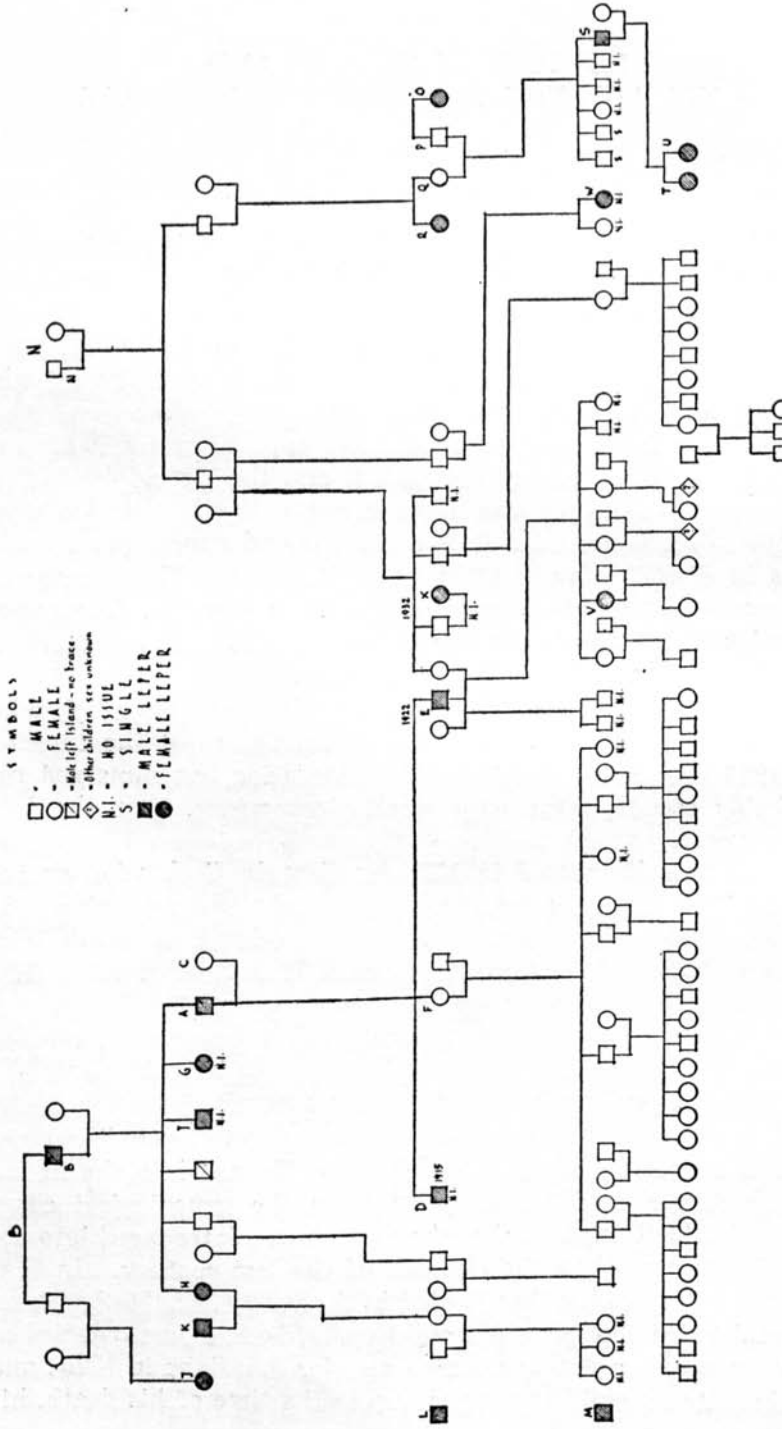 SYMBOLS
- MALE
- FEMALE
- Male left Island - no trace.
- Other children sex unknown
N.I. - NO ISSUE
S - SINGLE
- MALE LEPER
- FEMALE LEPER
B
N
B
N
J
K
H
I
G
A
C
N.I.
N.I.
L
D
1915
N.I.
F
1922
E
1932
X
N.I.
N.I.
R
Q
P
O
M
N.I.
N.I.
N.I.
N.I.
N.I.
N.I.
N.I.
V
N.I.
N.I.
N.I.
W
N.I.
S
S
N.I.
N.I.
N.I.
S
?
?
T
U